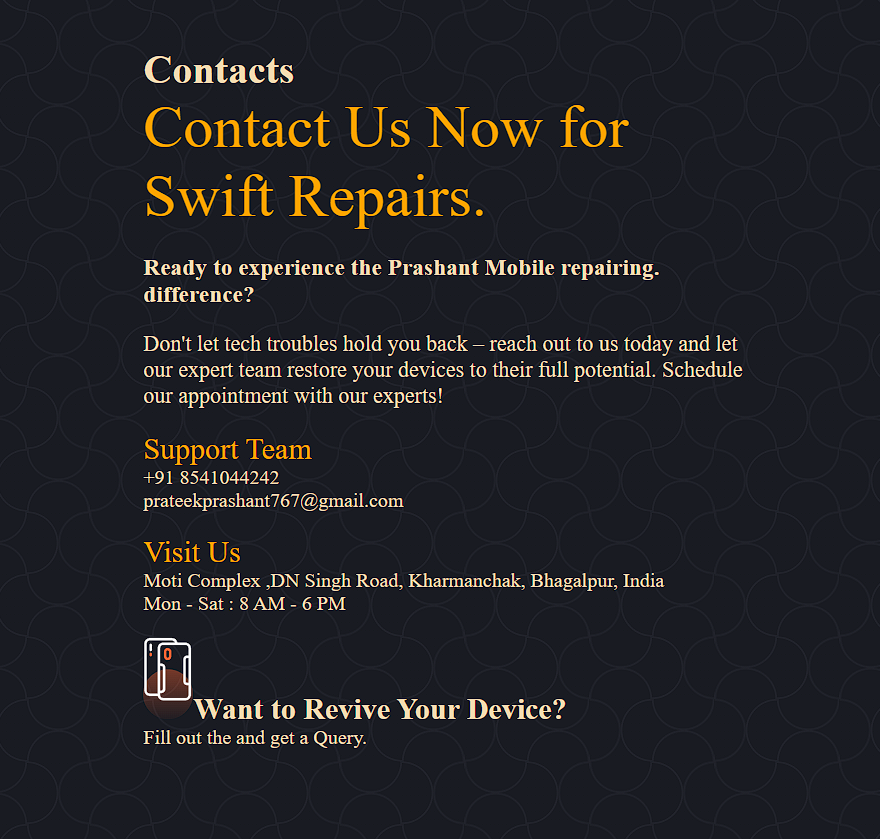 Contacts
Contact Us Now for
Swift Repairs.
Ready to experience the Prashant Mobile repairing.
difference?
Don't let tech troubles hold you back – reach out to us today and let
our expert team restore your devices to their full potential. Schedule
our appointment with our experts!
Support Team
+91 8541044242
prateekprashant767@gmail.com
Visit Us
Moti Complex ,DN Singh Road, Kharmanchak, Bhagalpur, India
Mon - Sat : 8 AM - 6 PM
Want to Revive Your Device?
Fill out the and get a Query.